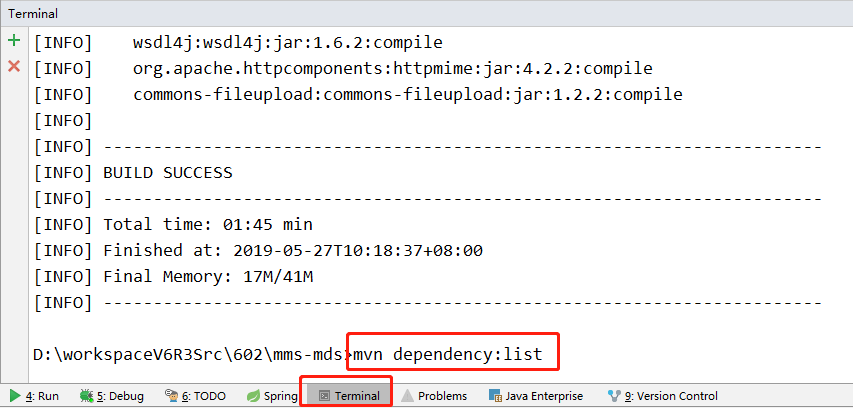 Terminal
[INFO]    wsdl4j:wsdl4j:jar:1.6.2:compile
[INFO]    org.apache.httpcomponents:httpmime:jar:4.2.2:compile
[INFO]    commons-fileupload:commons-fileupload:jar:1.2.2:compile
[INFO]
[INFO] ------------------------------------------------------------------------
[INFO] BUILD SUCCESS
[INFO] ------------------------------------------------------------------------
[INFO] Total time: 01:45 min
[INFO] Finished at: 2019-05-27T10:18:37+08:00
[INFO] Final Memory: 17M/41M
[INFO] ------------------------------------------------------------------------
D:\workspaceV6R3Src\602\mms-mds>mvn dependency:list
4: Run 5: Debug 6: TODO Spring Terminal Problems Java Enterprise 9: Version Control